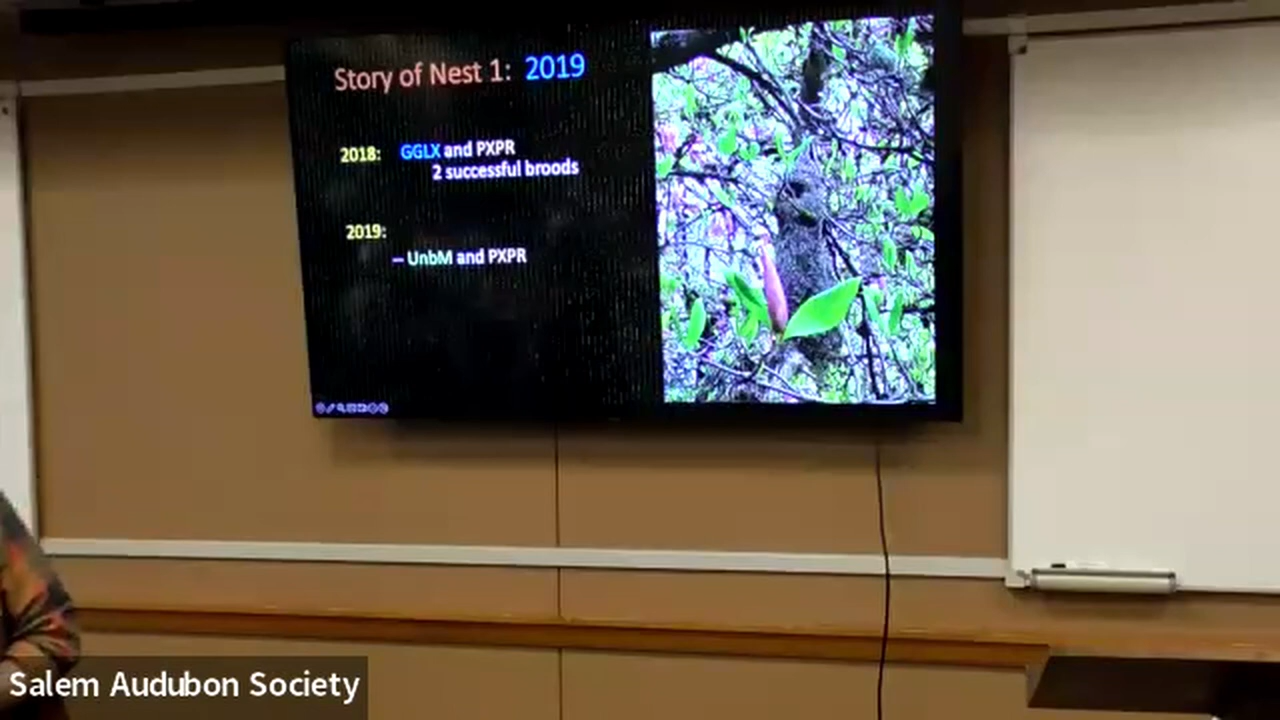 Story of Nest 1: 2019
2018: GGLX and PXPR
2 successful broods
2019:
– UnbM and PXPR
Salem Audubon Society